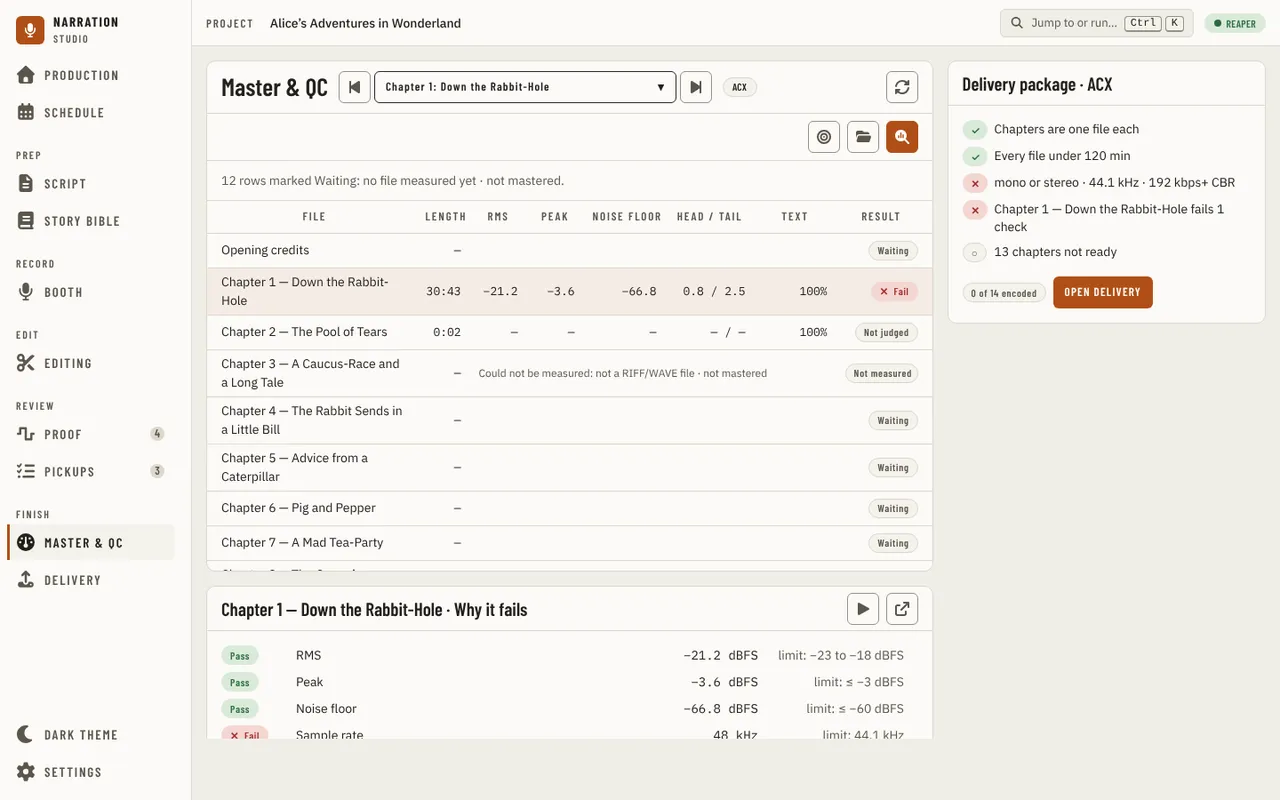 NARRATION
STUDIO
PRODUCTION
SCHEDULE
PREP
SCRIPT
STORY BIBLE
RECORD
BOOTH
EDIT
EDITING
REVIEW
PROOF 4
PICKUPS 3
FINISH
MASTER & QC
DELIVERY
DARK THEME
SETTINGS
PROJECT Alice's Adventures in Wonderland
Jump to or run... Ctrl K
REAPER
Master & QC
Chapter 1: Down the Rabbit-Hole
ACX
12 rows marked Waiting: no file measured yet · not mastered.
FILE LENGTH RMS PEAK NOISE FLOOR HEAD / TAIL TEXT RESULT
Opening credits — Waiting
Chapter 1 — Down the Rabbit-
Hole
30:43 −21.2 −3.6 −66.8 0.8 / 2.5 100% ✕ Fail
Chapter 2 — The Pool of Tears 0:02 — — — — / — 100% Not judged
Chapter 3 — A Caucus-Race and
a Long Tale
— Could not be measured: not a RIFF/WAVE file · not mastered Not measured
Chapter 4 — The Rabbit Sends in
a Little Bill
— Waiting
Chapter 5 — Advice from a
Caterpillar
— Waiting
Chapter 6 — Pig and Pepper — Waiting
Chapter 7 — A Mad Tea-Party — Waiting
Chapter 1 — Down the Rabbit-Hole · Why it fails
Pass RMS −21.2 dBFS limit: −23 to −18 dBFS
Pass Peak −3.6 dBFS limit: ≤ −3 dBFS
Pass Noise floor −66.8 dBFS limit: ≤ −60 dBFS
✕ Fail Sample rate 48 kHz limit: 44.1 kHz
Delivery package · ACX
Chapters are one file each
Every file under 120 min
mono or stereo · 44.1 kHz · 192 kbps+ CBR
Chapter 1 — Down the Rabbit-Hole fails 1
check
13 chapters not ready
0 of 14 encoded
OPEN DELIVERY